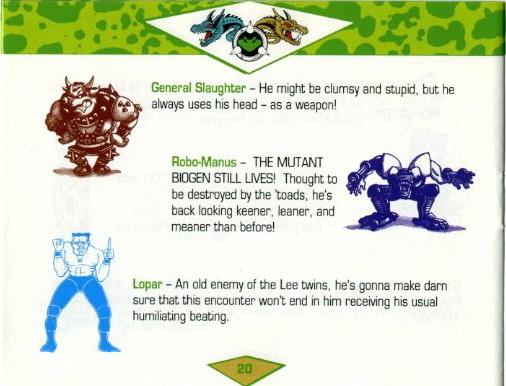 General Slaughter – He might be clumsy and stupid, but he
always uses his head – as a weapon!
Robo-Manus – THE MUTANT
BIOGEN STILL LIVES! Thought to
be destroyed by the 'toads, he's
back looking keener, leaner, and
meaner than before!
Lopar – An old enemy of the Lee twins, he's gonna make darn
sure that this encounter won't end in him receiving his usual
humiliating beating.
20